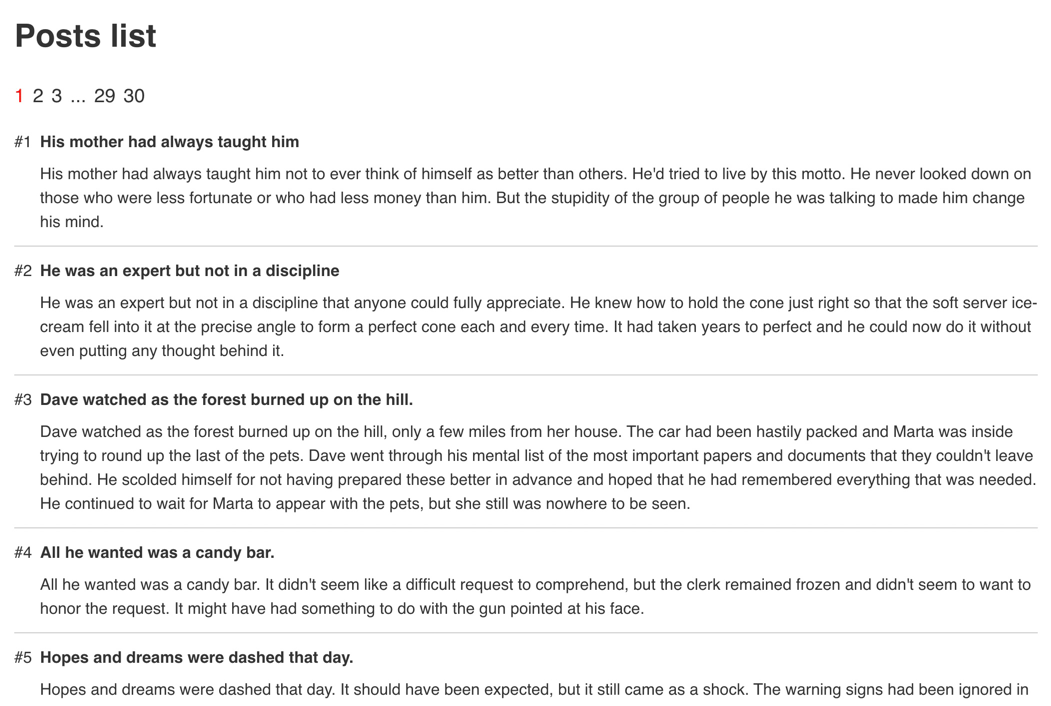 Posts list
1 2 3 ... 29 30
#1 His mother had always taught him
His mother had always taught him not to ever think of himself as better than others. He'd tried to live by this motto. He never looked down on
those who were less fortunate or who had less money than him. But the stupidity of the group of people he was talking to made him change
his mind.
#2 He was an expert but not in a discipline
He was an expert but not in a discipline that anyone could fully appreciate. He knew how to hold the cone just right so that the soft server ice-
cream fell into it at the precise angle to form a perfect cone each and every time. It had taken years to perfect and he could now do it without
even putting any thought behind it.
#3 Dave watched as the forest burned up on the hill.
Dave watched as the forest burned up on the hill, only a few miles from her house. The car had been hastily packed and Marta was inside
trying to round up the last of the pets. Dave went through his mental list of the most important papers and documents that they couldn't leave
behind. He scolded himself for not having prepared these better in advance and hoped that he had remembered everything that was needed.
He continued to wait for Marta to appear with the pets, but she still was nowhere to be seen.
#4 All he wanted was a candy bar.
All he wanted was a candy bar. It didn't seem like a difficult request to comprehend, but the clerk remained frozen and didn't seem to want to
honor the request. It might have had something to do with the gun pointed at his face.
#5 Hopes and dreams were dashed that day.
Hopes and dreams were dashed that day. It should have been expected, but it still came as a shock. The warning signs had been ignored in